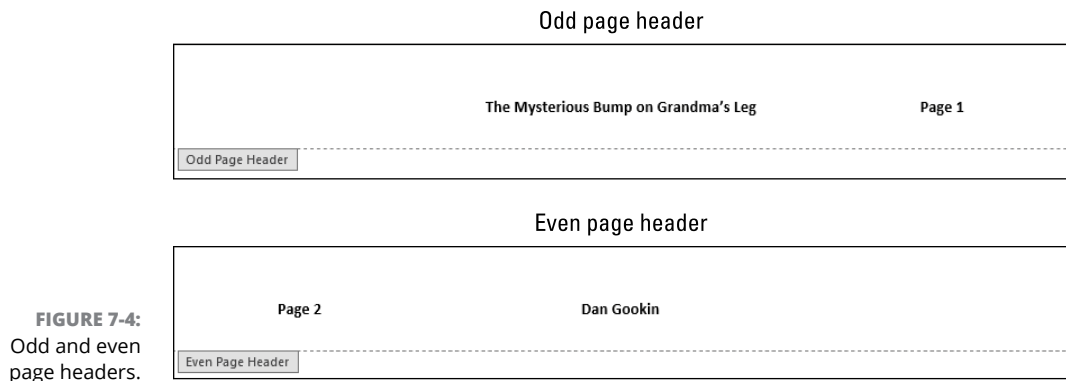 Odd page header
The Mysterious Bump on Grandma's Leg Page 1
Odd Page Header
Even page header
Page 2 Dan Gookin
Even Page Header
FIGURE 7-4:
Odd and even
page headers.